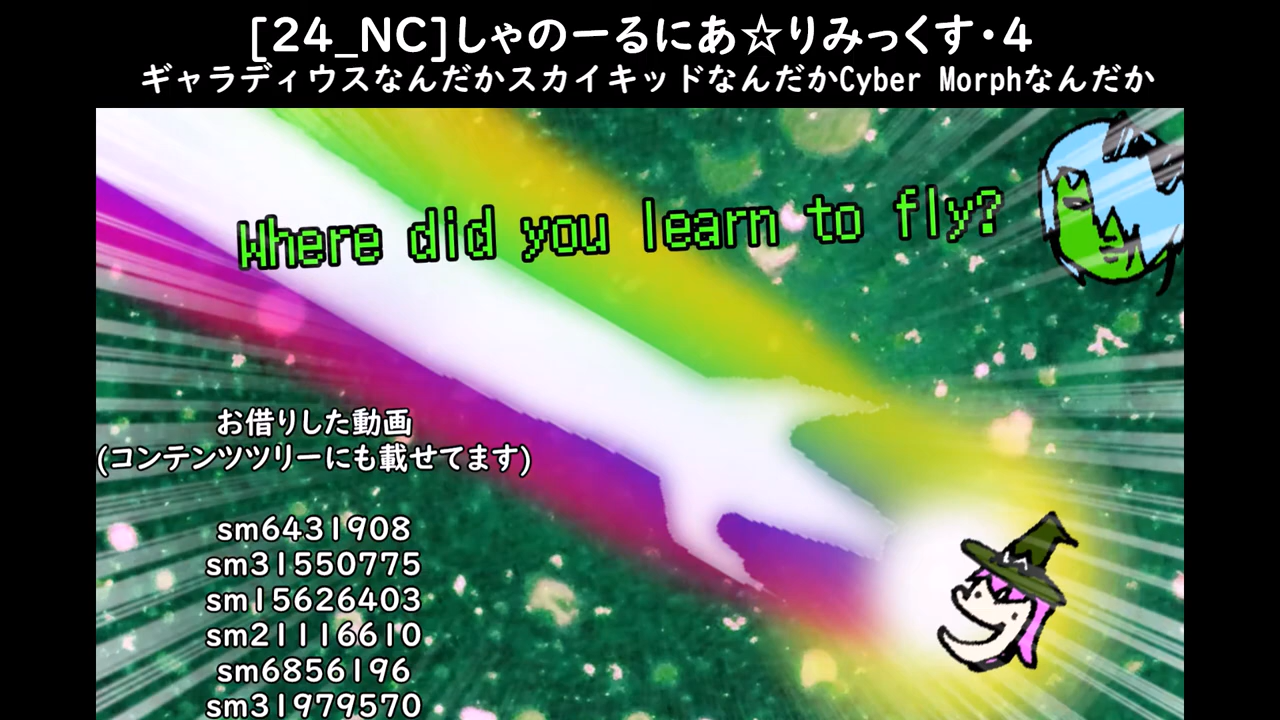 [24_NC]しゃのーるにあ☆りみっくす・4
ギャラディウスなんだかスカイキッドなんだかCyber Morphなんだか
Where did you learn to fly?
お借りした動画
(コンテンツツリーにも載せてます)
sm6431908
sm31550775
sm15626403
sm21116610
sm6856196
sm31979570